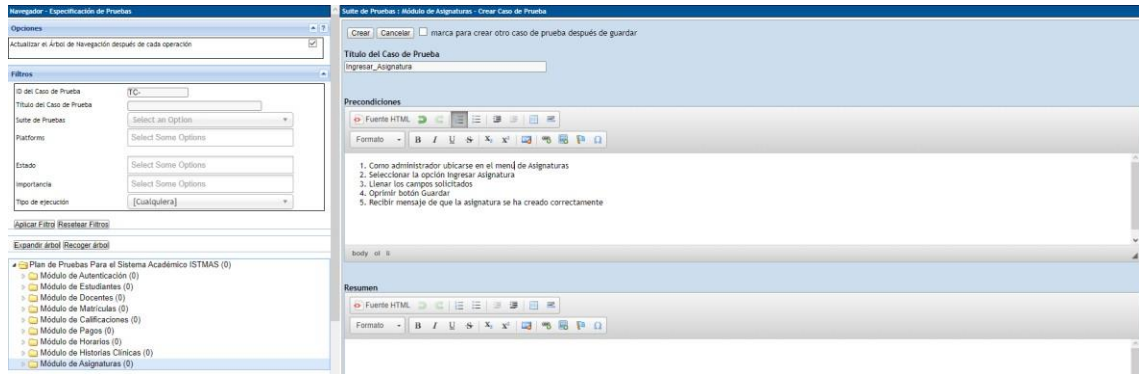 Navegador - Especificación de Pruebas
Opciones
Actualizar el Árbol de Navegación después de cada operación
Filtros
ID del Caso de Prueba
TC-
Título del Caso de Prueba
Suite de Pruebas
Select an Option
Platforms
Select Some Options
Estado
Select Some Options
Importancia
Select Some Options
Tipo de ejecución
[Cualquiera]
Aplicar Filtro Resetear Filtros
Expandir árbol Recoger árbol
Plan de Pruebas Para el Sistema Académico ISTMAS (0)
Módulo de Autenticación (0)
Módulo de Estudiantes (0)
Módulo de Docentes (0)
Módulo de Matrículas (0)
Módulo de Calificaciones (0)
Módulo de Pagos (0)
Módulo de Horarios (0)
Módulo de Historias Clínicas (0)
Módulo de Asignaturas (0)
Suite de Pruebas : Módulo de Asignaturas - Crear Caso de Prueba
Crear Cancelar marca para crear otro caso de prueba después de guardar
Título del Caso de Prueba
Ingresar_Asignatura
Precondiciones
Fuente HTML
Formato B I U S X₂ X² Ω
1. Como administrador ubicarse en el menú de Asignaturas
2. Seleccionar la opción Ingresar Asignatura
3. Llenar los campos solicitados
4. Oprimir botón Guardar
5. Recibir mensaje de que la asignatura se ha creado correctamente
body ol li
Resumen
Fuente HTML
Formato B I U S X₂ X² Ω